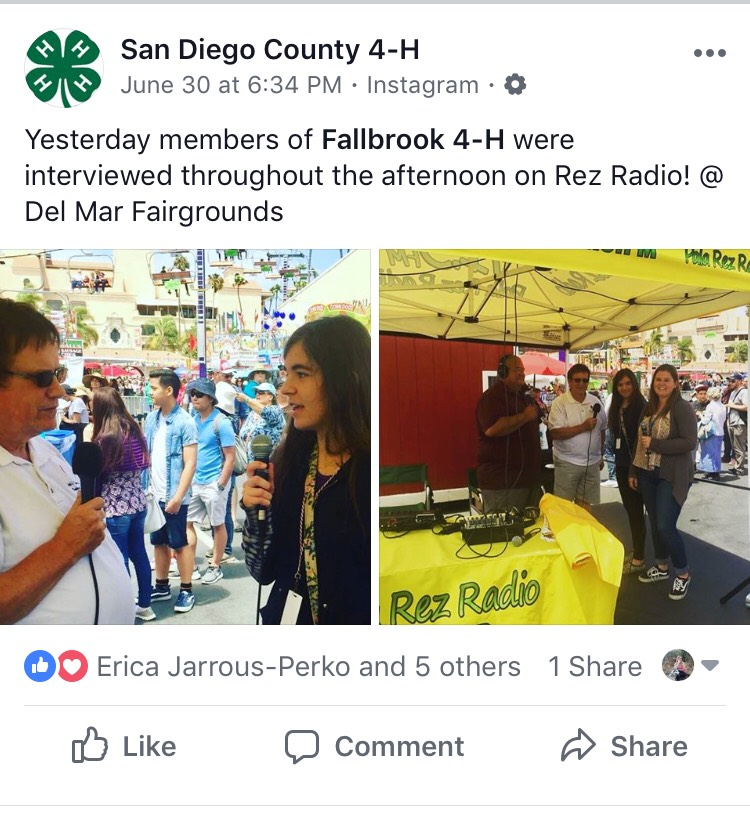 San Diego County 4-H
June 30 at 6:34 PM · Instagram ·
Yesterday members of Fallbrook 4-H were
interviewed throughout the afternoon on Rez Radio! @
Del Mar Fairgrounds
H H
H H
Pala Rez Ra
Rez Radio
Erica Jarrous-Perko and 5 others 1 Share
Like Comment Share